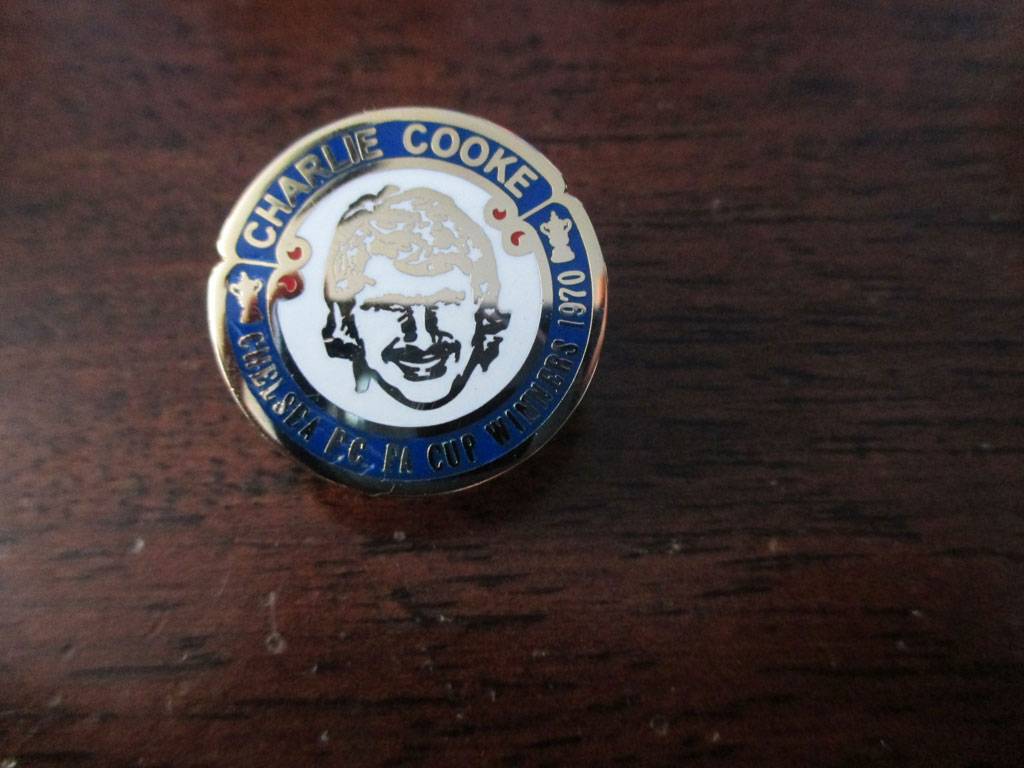 CHARLIE COOKE
CHELSEA F.C. FA CUP WINNERS 1970